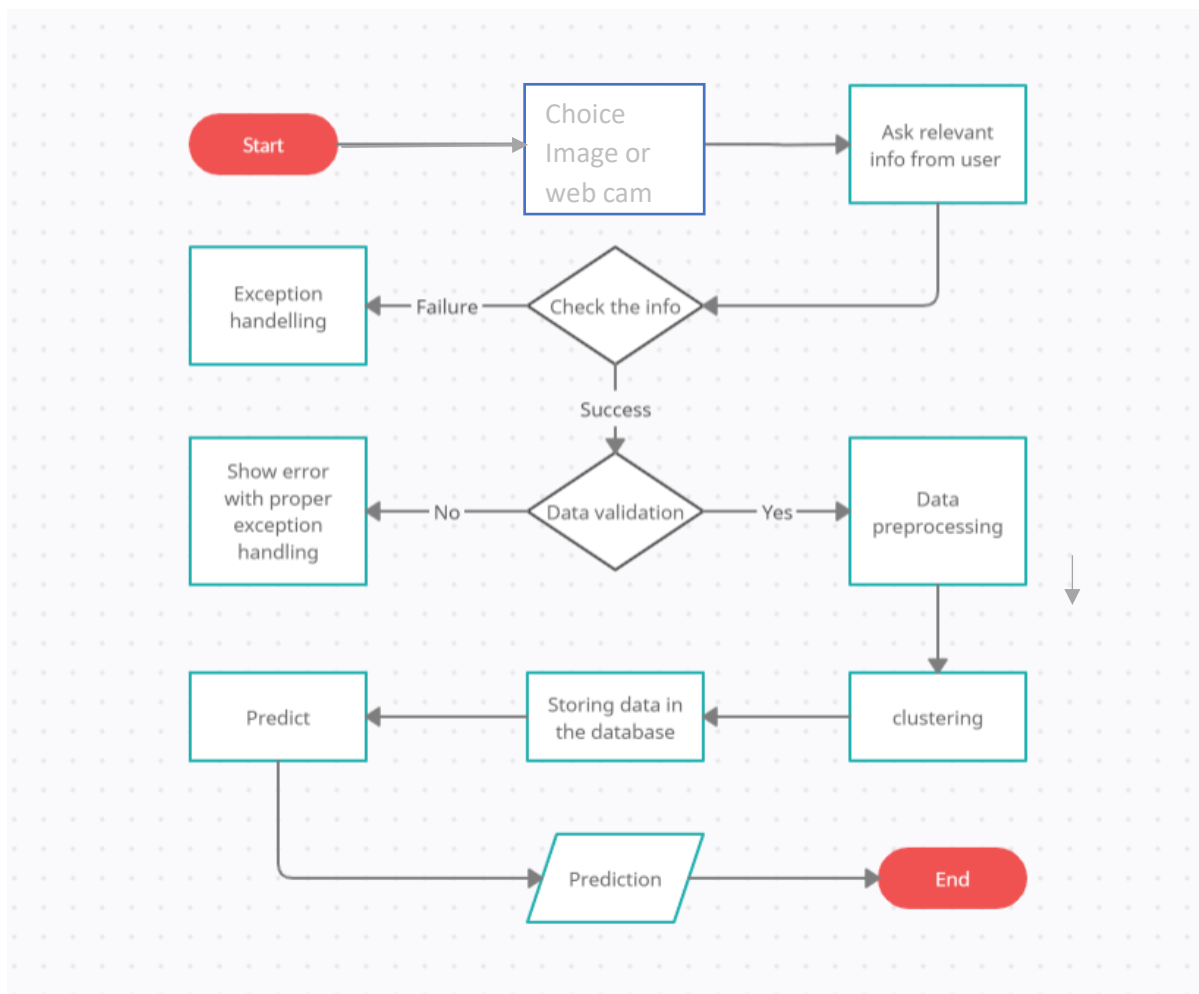 Start
Choice
Image or
web cam
Ask relevant
info from user
Exception
handelling
Failure
Check the info
Success
Show error
with proper
exception
handling
No
Data validation
Yes
Data
preprocessing
Predict
Storing data in
the database
clustering
Prediction
End